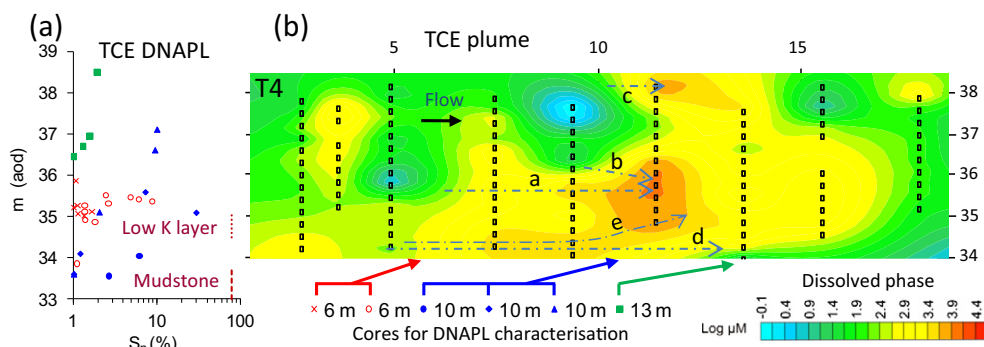 (a)
TCE DNAPL
m (aod)
39
38
37
36
35
34
33
Low K layer
Mudstone
1
10
100
Sn(%)
(b)
TCE plume
5
10
15
T4
Flow
a
b
c
d
e
38
37
36
35
34
6 m
6 m
10 m
10 m
10 m
13 m
Cores for DNAPL characterisation
Dissolved phase
Log µM
-0.1
0.4
0.9
1.4
1.9
2.4
2.9
3.4
3.9
4.4